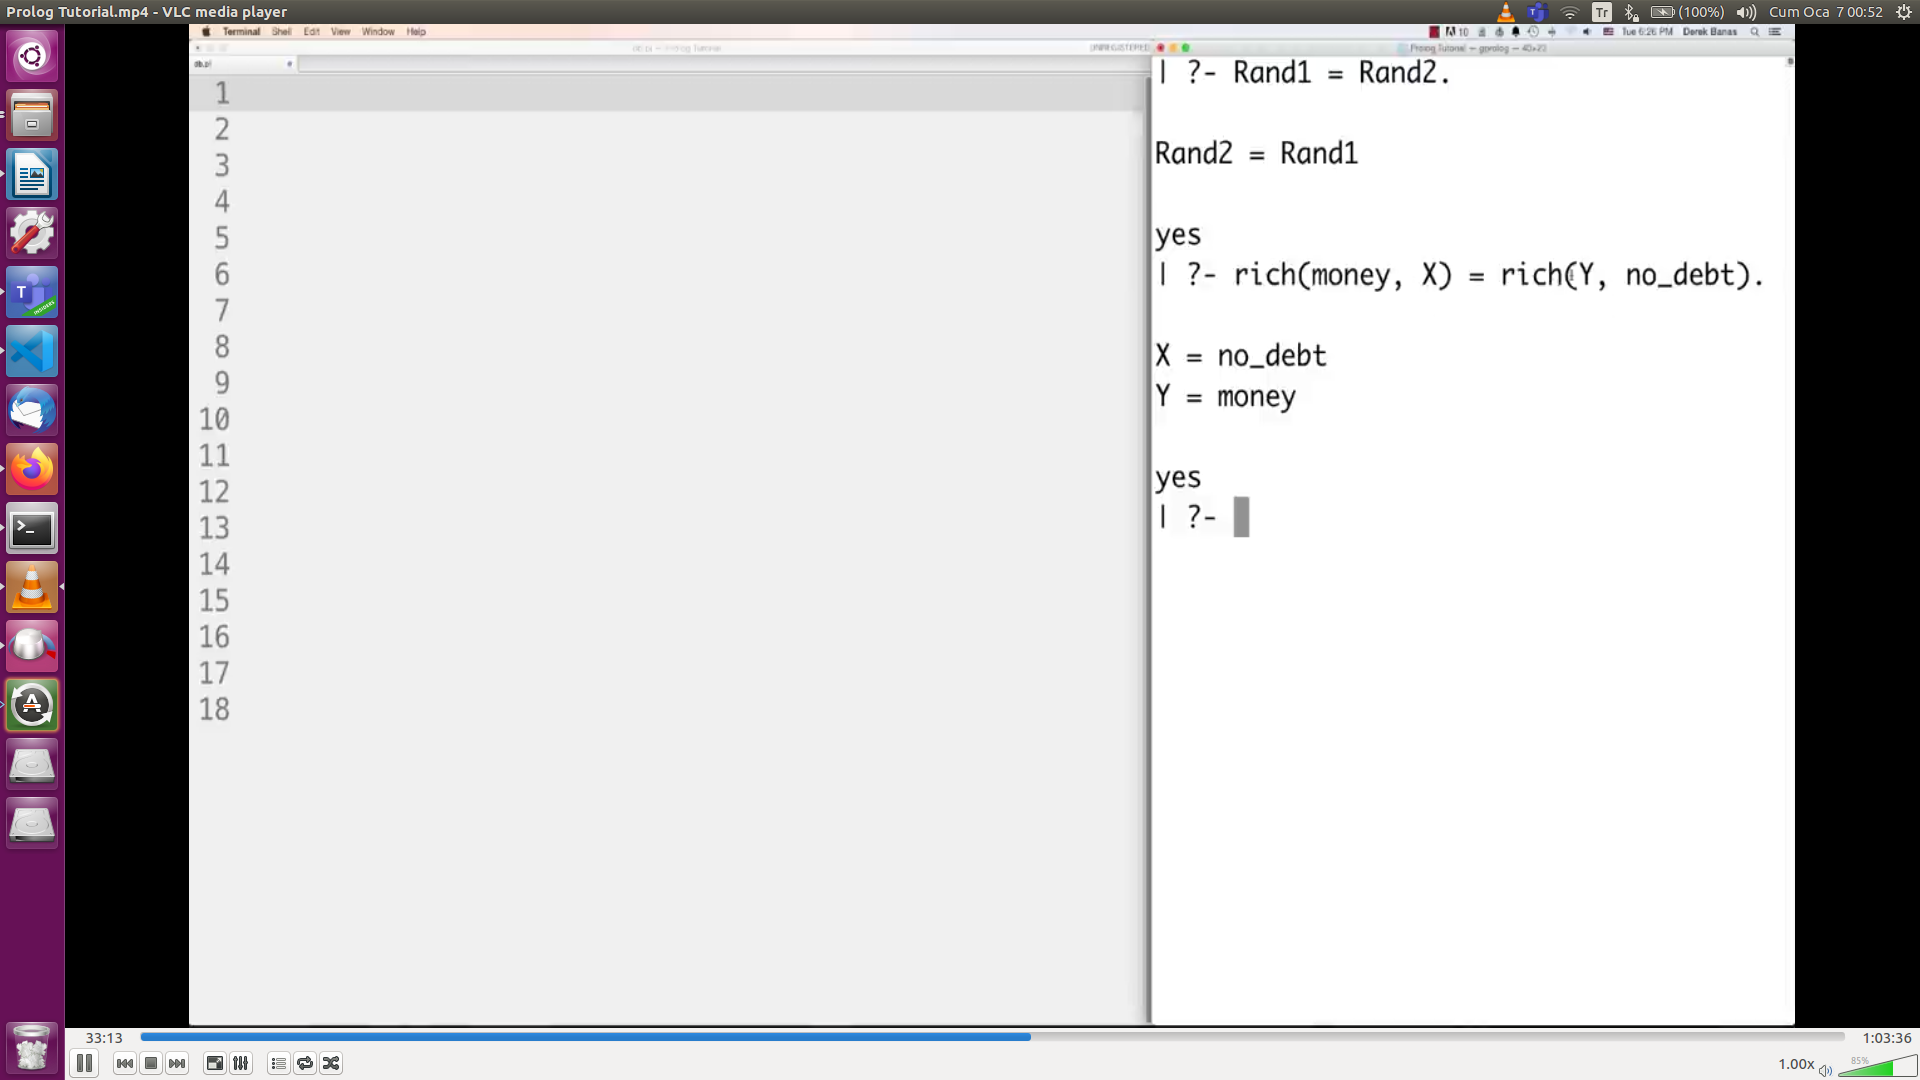 Prolog Tutorial.mp4 - VLC media player
Tr
(100%)
Cum Oca 7 00:52
Terminal Shell Edit View Window Help
10
Tue 6:26 PM Derek Banas
UNREGISTERED
Prolog Tutorial — gprolog — 40×23
db.pl
1
2
3
4
5
6
7
8
9
10
11
12
13
14
15
16
17
18
| ?- Rand1 = Rand2.
Rand2 = Rand1
yes
| ?- rich(money, X) = rich(Y, no_debt).
X = no_debt
Y = money
yes
| ?-
33:13
1:03:36
1.00x
85%